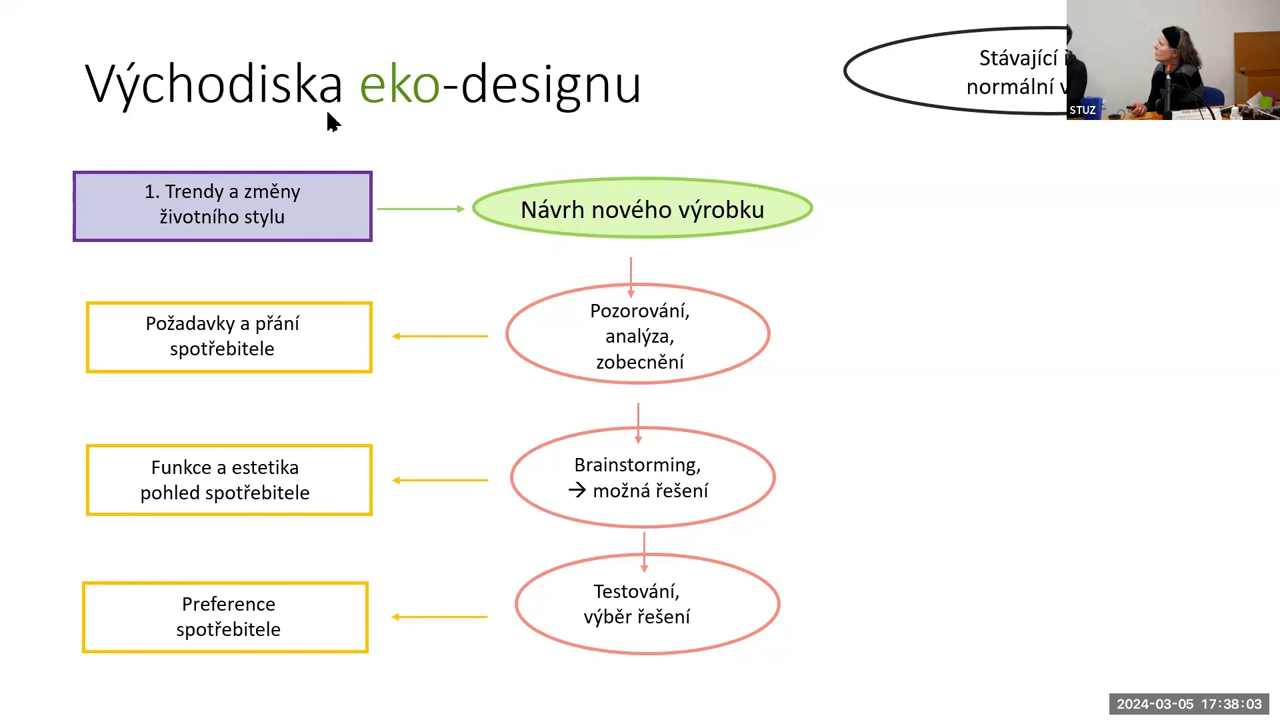 Východiska eko-designu
Stávající
normální
STUZ
1. Trendy a změny
životního stylu
Návrh nového výrobku
Požadavky a přání
spotřebitele
Pozorování,
analýza,
zobecnění
Funkce a estetika
pohled spotřebitele
Brainstorming,
→ možná řešení
Preference
spotřebitele
Testování,
výběr řešení
2024-03-05 17:38:03